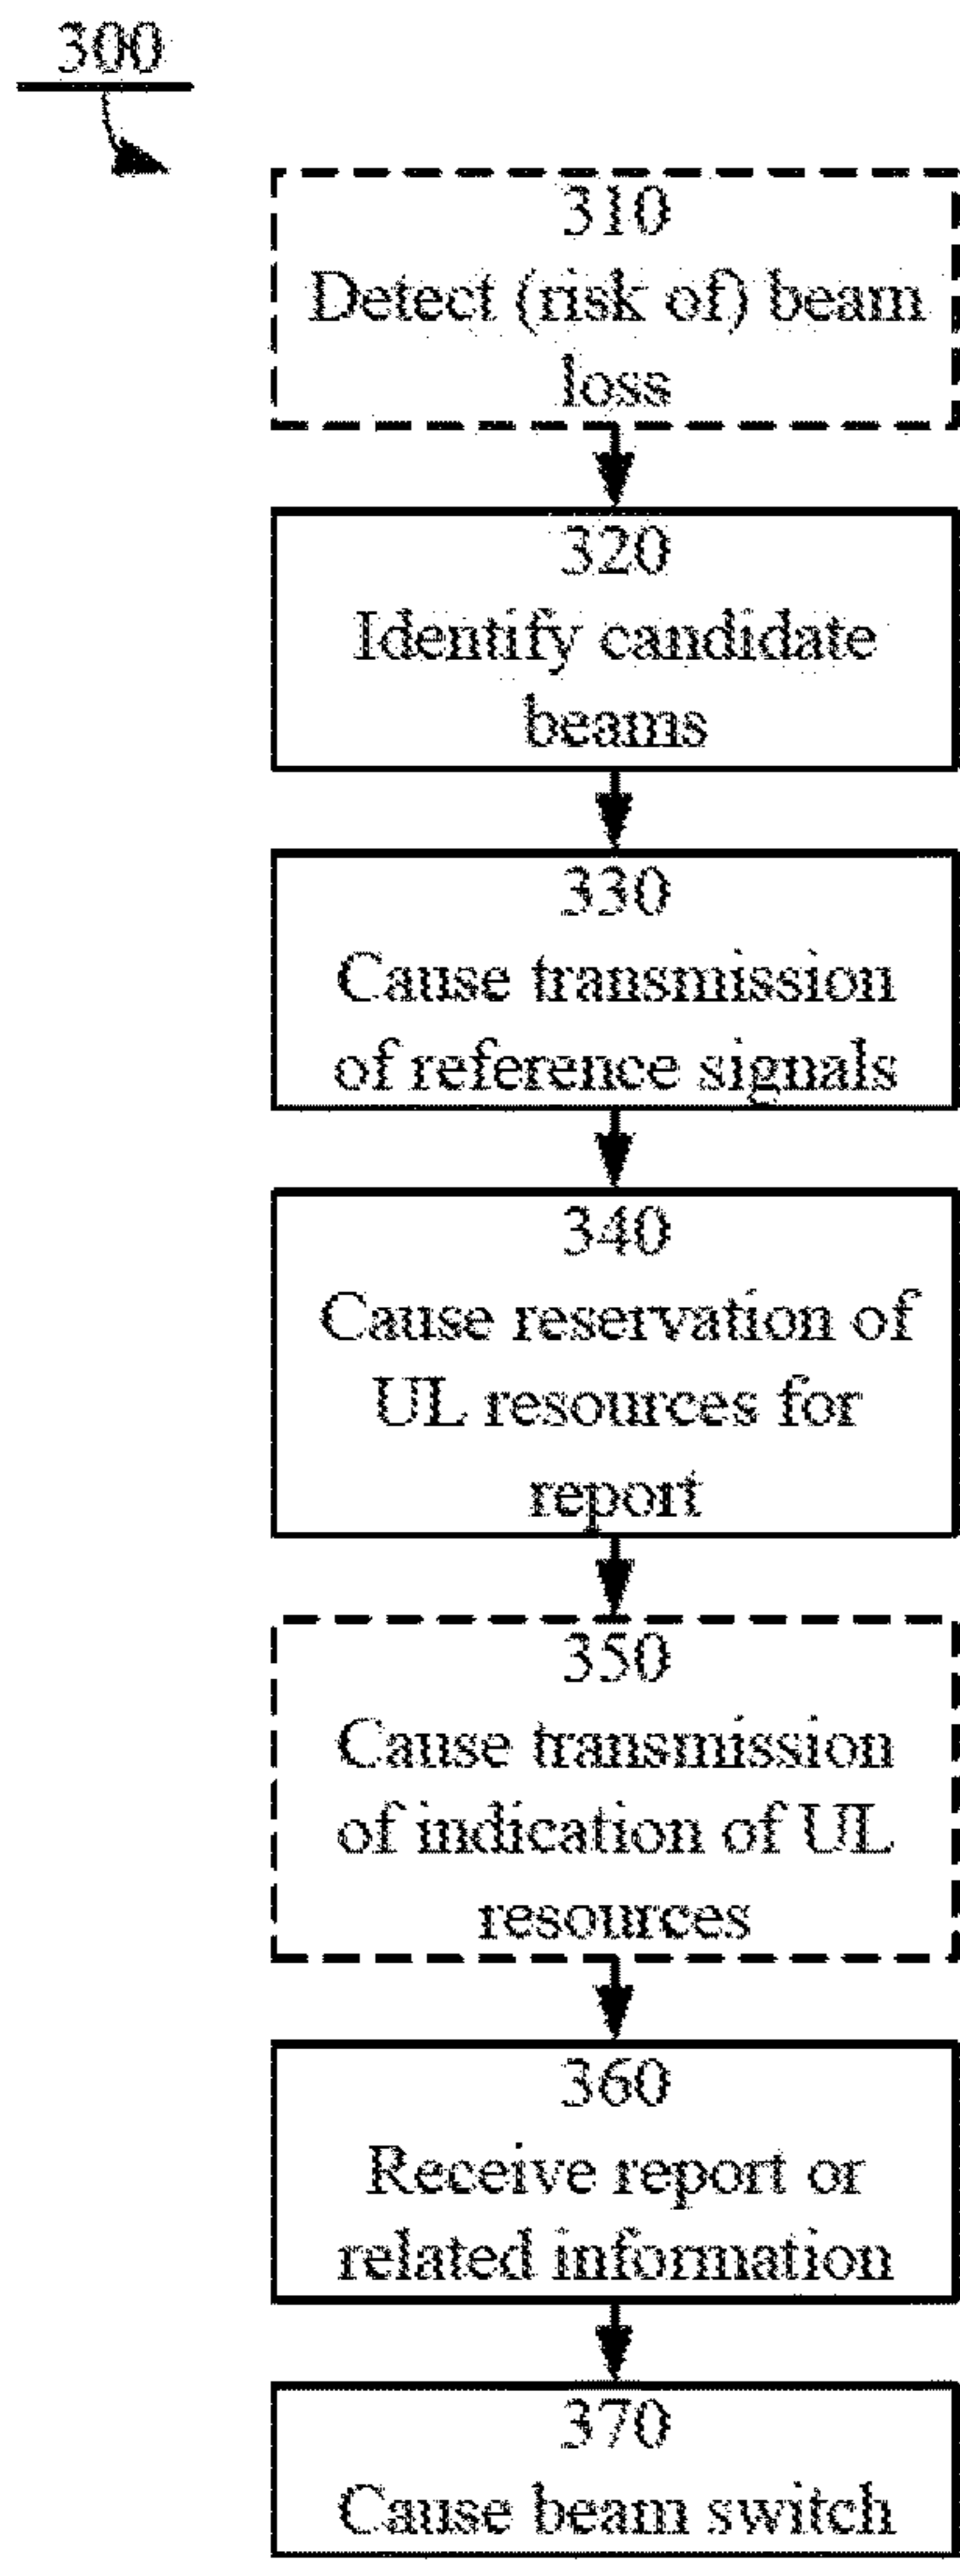 300
310
Detect (risk of) beam
loss
320
Identify candidate
beams
330
Cause transmission
of reference signals
340
Cause reservation of
UL resources for
report
350
Cause transmission
of indication of UL
resources
360
Receive report or
related information
370
Cause beam switch